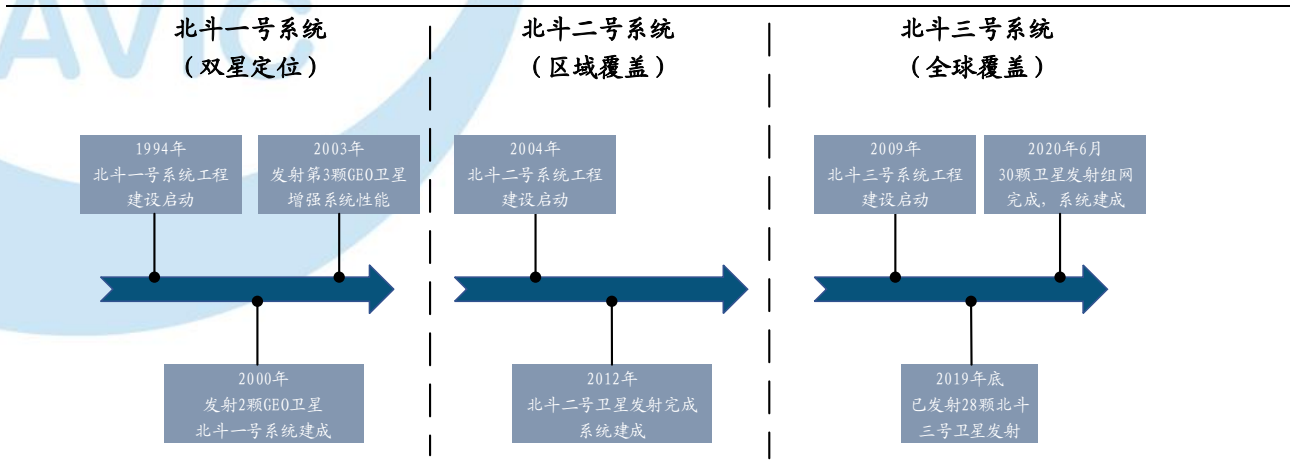 AVIC
北斗一号系统
（双星定位）
北斗二号系统
（区域覆盖）
北斗三号系统
（全球覆盖）
1994年
北斗一号系统工程
建设启动
2003年
发射第3颗GEO卫星
增强系统性能
2004年
北斗二号系统工程
建设启动
2009年
北斗三号系统工程
建设启动
2020年6月
30颗卫星发射组网
完成，系统建成
2000年
发射2颗GEO卫星
北斗一号系统建成
2012年
北斗二号卫星发射完成
系统建成
2019年底
已发射28颗北斗
三号卫星发射